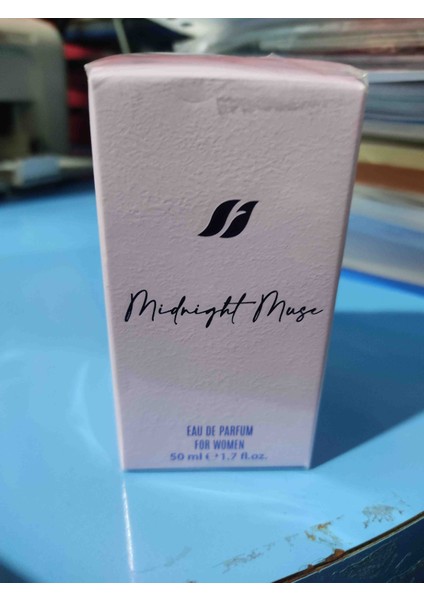 Midnight Muse
EAU DE PARFUM
FOR WOMEN
50 ml e 1.7 fl.oz.